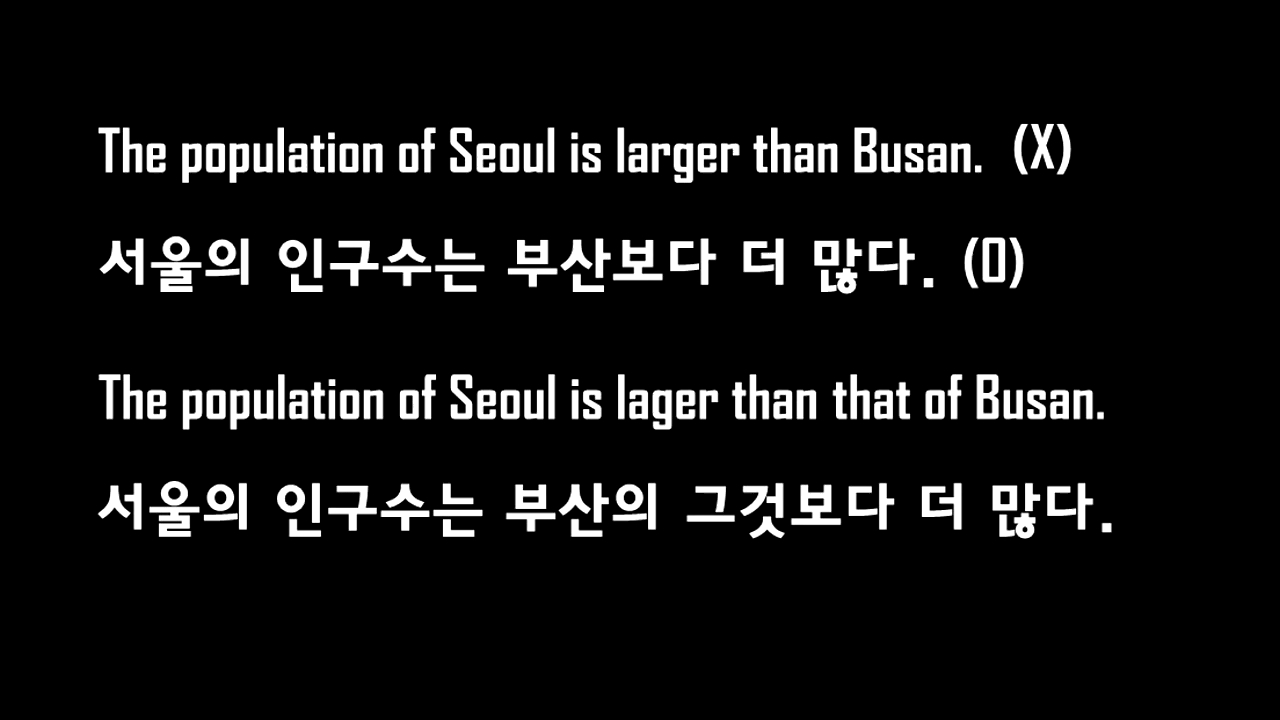 The population of Seoul is larger than Busan. (X)
서울의 인구수는 부산보다 더 많다. (O)
The population of Seoul is lager than that of Busan.
서울의 인구수는 부산의 그것보다 더 많다.